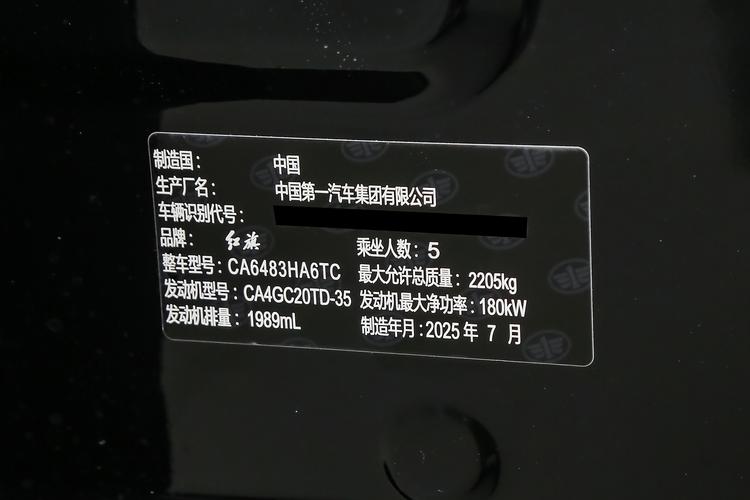 制造国： 中国
生产厂名： 中国第一汽车集团有限公司
车辆识别代号：
品牌： 红旗 乘坐人数：5
整车型号：CA6483HA6TC 最大允许总质量：2205kg
发动机型号：CA4GC20TD-35 发动机最大净功率：180kW
发动机排量：1989mL 制造年月：2025年 7 月